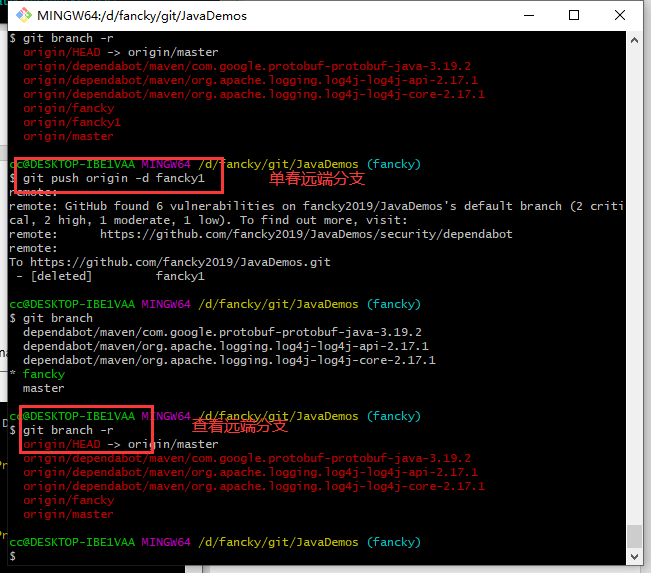 MINGW64:/d/fancky/git/JavaDemos
$ git branch -r
origin/HEAD -> origin/master
origin/dependabot/maven/com.google.protobuf-protobuf-java-3.19.2
origin/dependabot/maven/org.apache.logging.log4j-log4j-api-2.17.1
origin/dependabot/maven/org.apache.logging.log4j-log4j-core-2.17.1
origin/fancky
origin/fancky1
origin/master
cc@DESKTOP-IBE1VAA MINGW64 /d/fancky/git/JavaDemos (fancky)
$ git push origin -d fancky1 单春远端分支
remote:
remote: GitHub found 6 vulnerabilities on fancky2019/JavaDemos's default branch (2 criti
cal, 2 high, 1 moderate, 1 low). To find out more, visit:
remote: https://github.com/fancky2019/JavaDemos/security/dependabot
remote:
To https://github.com/fancky2019/JavaDemos.git
- [deleted] fancky1
cc@DESKTOP-IBE1VAA MINGW64 /d/fancky/git/JavaDemos (fancky)
$ git branch
dependabot/maven/com.google.protobuf-protobuf-java-3.19.2
dependabot/maven/org.apache.logging.log4j-log4j-api-2.17.1
dependabot/maven/org.apache.logging.log4j-log4j-core-2.17.1
* fancky
master
cc@DESKTOP-IBE1VAA MINGW64 /d/fancky/git/JavaDemos (fancky)
$ git branch -r 查看远端分支
origin/HEAD -> origin/master
origin/dependabot/maven/com.google.protobuf-protobuf-java-3.19.2
origin/dependabot/maven/org.apache.logging.log4j-log4j-api-2.17.1
origin/dependabot/maven/org.apache.logging.log4j-log4j-core-2.17.1
origin/fancky
origin/master
cc@DESKTOP-IBE1VAA MINGW64 /d/fancky/git/JavaDemos (fancky)
$